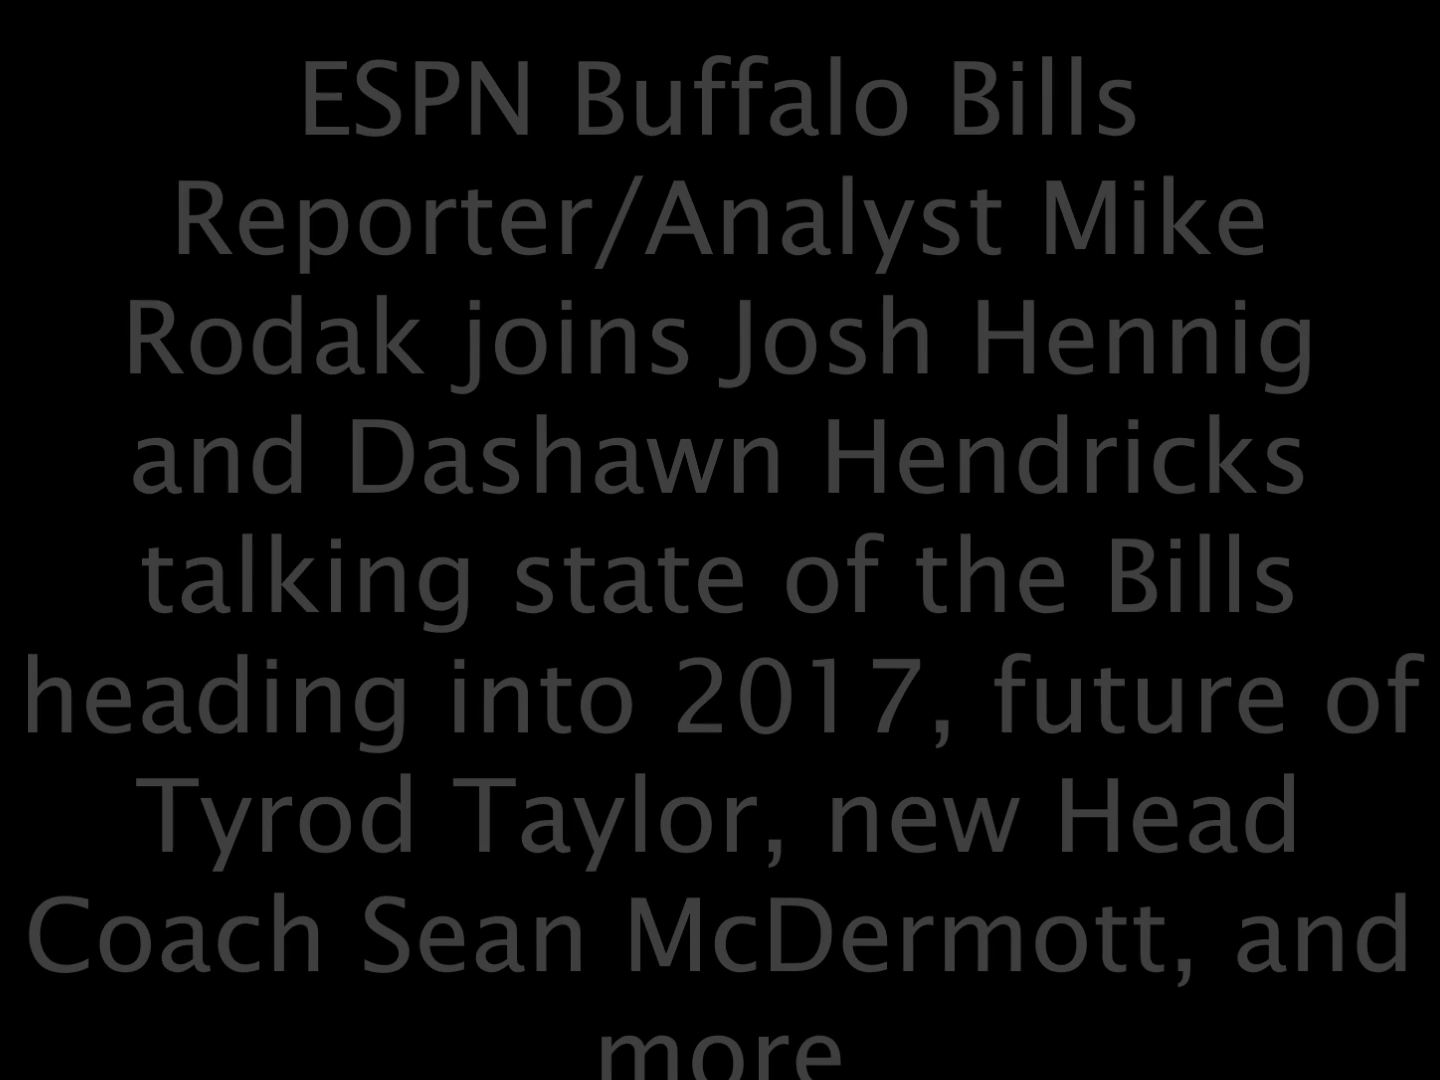 ESPN Buffalo Bills
Reporter/Analyst Mike
Rodak joins Josh Hennig
and Dashawn Hendricks
talking state of the Bills
heading into 2017, future of
Tyrod Taylor, new Head
Coach Sean McDermott, and
more